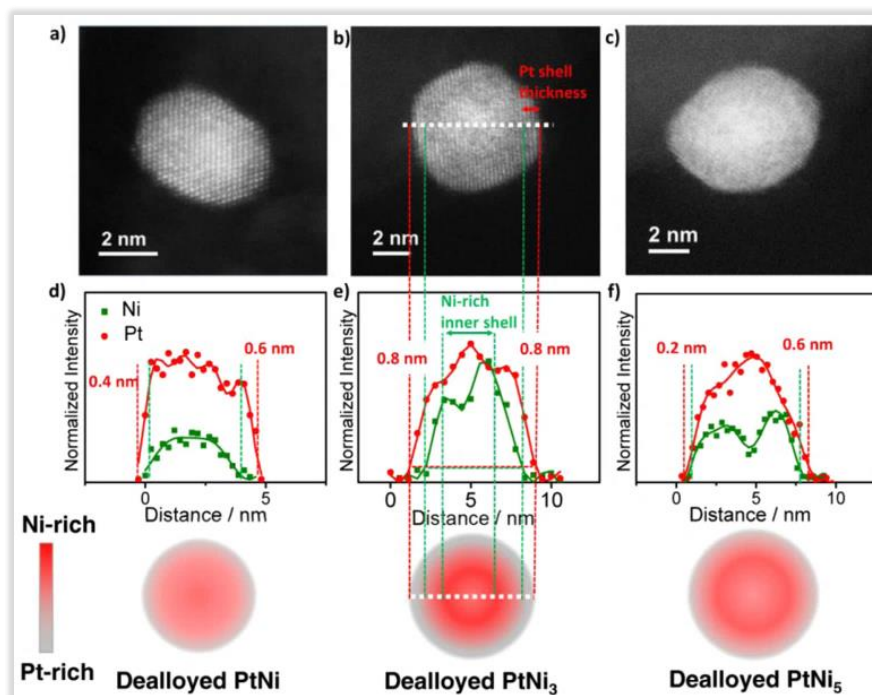 a)
b)
c)
Pt shell
thickness
2 nm
2 nm
2 nm
d)
e)
f)
Ni
Pt
Ni-rich
inner shell
0.4 nm
0.6 nm
0.8 nm
0.8 nm
0.2 nm
0.6 nm
Normalized Intensity
Normalized Intensity
Normalized Intensity
0 5
0 5 10
0 5 10
Distance / nm
Distance / nm
Distance / nm
Ni-rich
Pt-rich
Dealloyed PtNi
Dealloyed PtNi₃
Dealloyed PtNi₅